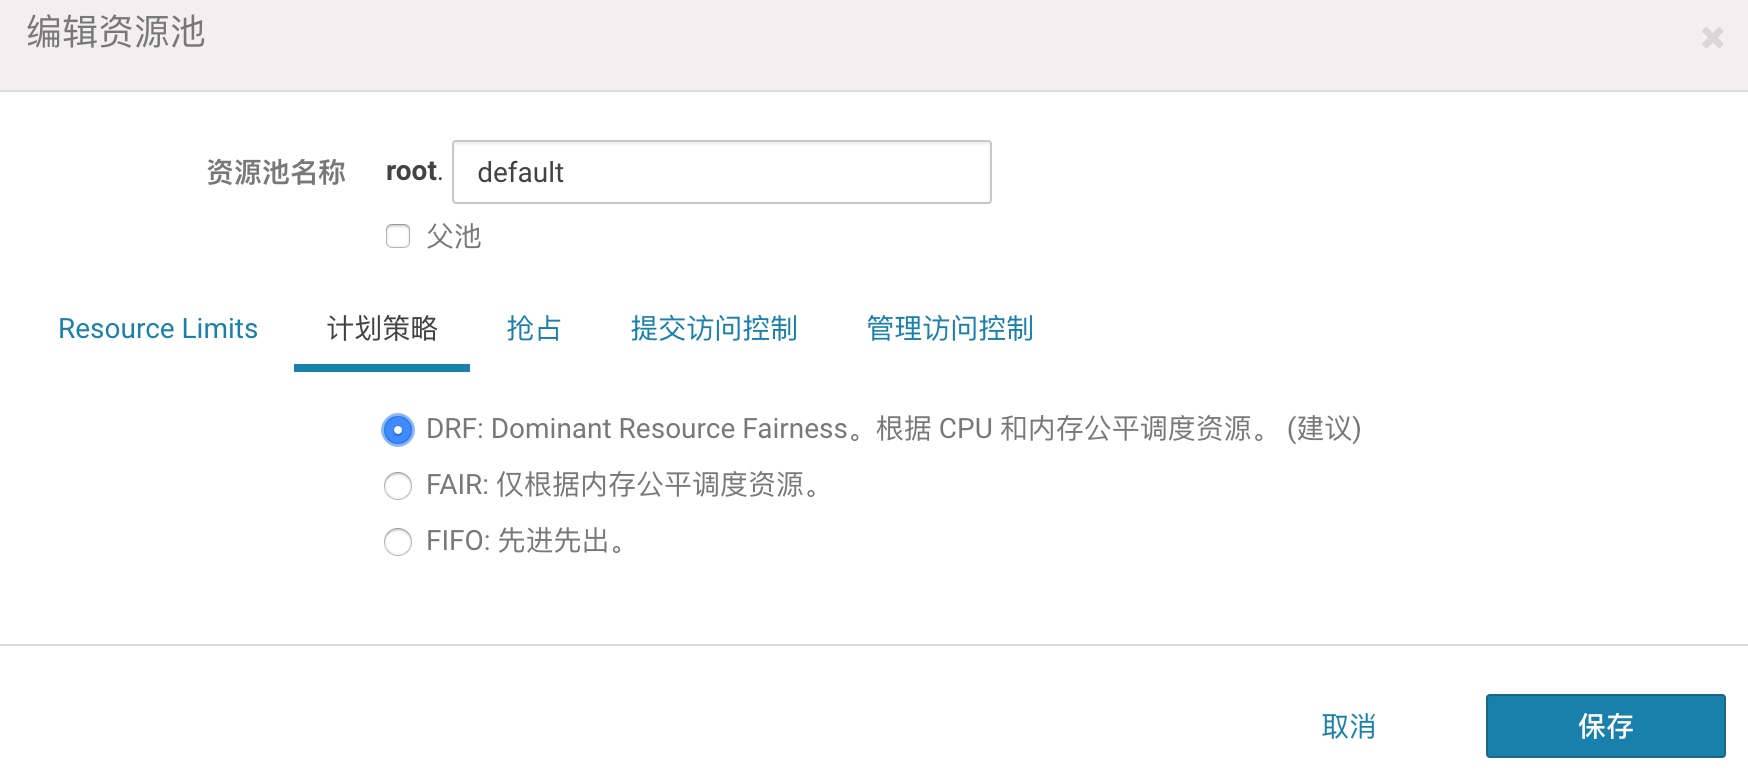 编辑资源池
资源池名称 root. default
父池
Resource Limits 计划策略 抢占 提交访问控制 管理访问控制
DRF: Dominant Resource Fairness。根据 CPU 和内存公平调度资源。 (建议)
FAIR: 仅根据内存公平调度资源。
FIFO: 先进先出。
取消 保存